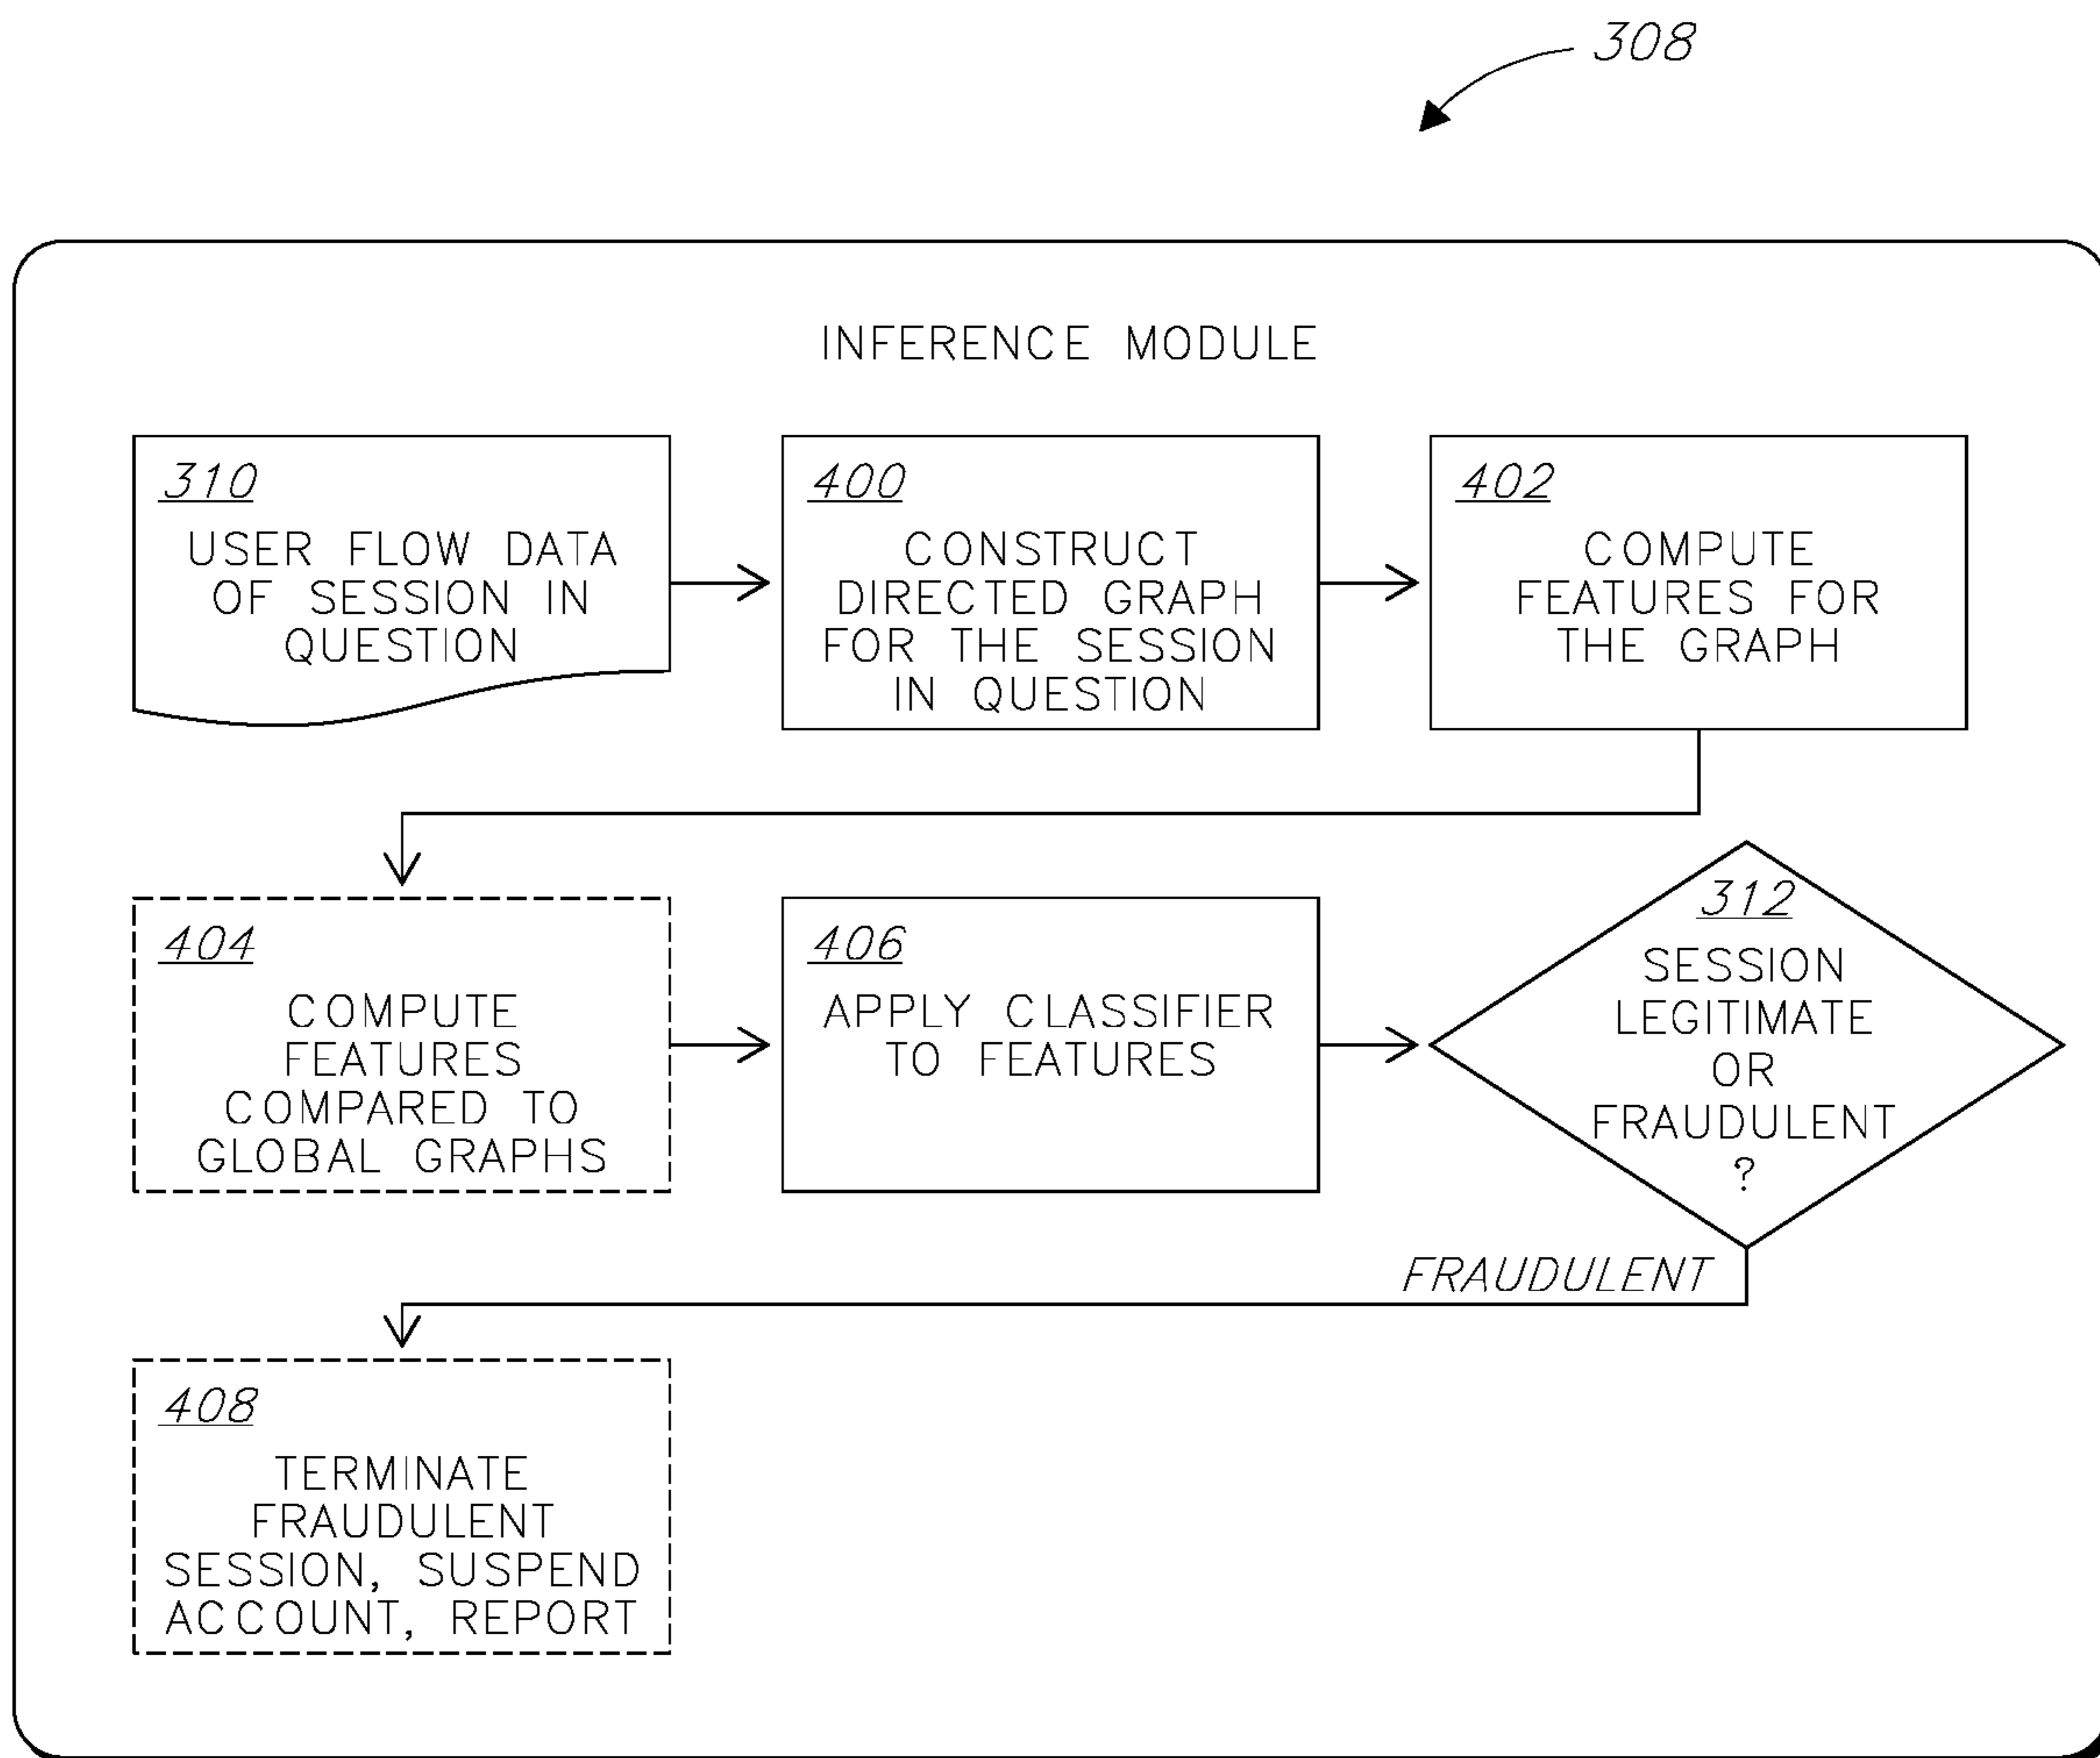 308
INFERENCE MODULE
310
USER FLOW DATA
OF SESSION IN
QUESTION
400
CONSTRUCT
DIRECTED GRAPH
FOR THE SESSION
IN QUESTION
402
COMPUTE
FEATURES FOR
THE GRAPH
404
COMPUTE
FEATURES
COMPARED TO
GLOBAL GRAPHS
406
APPLY CLASSIFIER
TO FEATURES
312
SESSION
LEGITIMATE
OR
FRAUDULENT
?
FRAUDULENT
408
TERMINATE
FRAUDULENT
SESSION, SUSPEND
ACCOUNT, REPORT